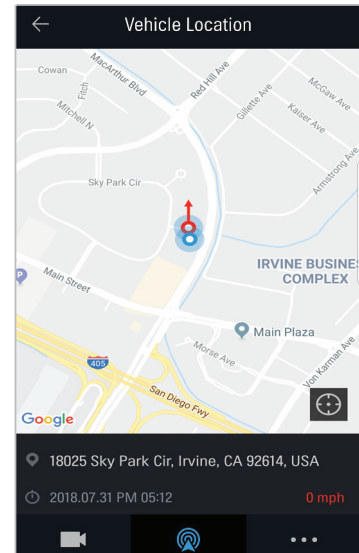 Vehicle Location
Cowan
MacArthur Blvd
Fitch
Mitchell N
Red Hill Ave
Gillette Ave
McGaw Ave
Kaiser Ave
Armstrong Ave
Sky Park Cir
IRVINE BUSINES
COMPLEX
P
Main Street
Main Plaza
Morse Ave
Von Karman Ave
405
San Diego Fwy
Google
18025 Sky Park Cir, Irvine, CA 92614, USA
2018.07.31 PM 05:12
0 mph